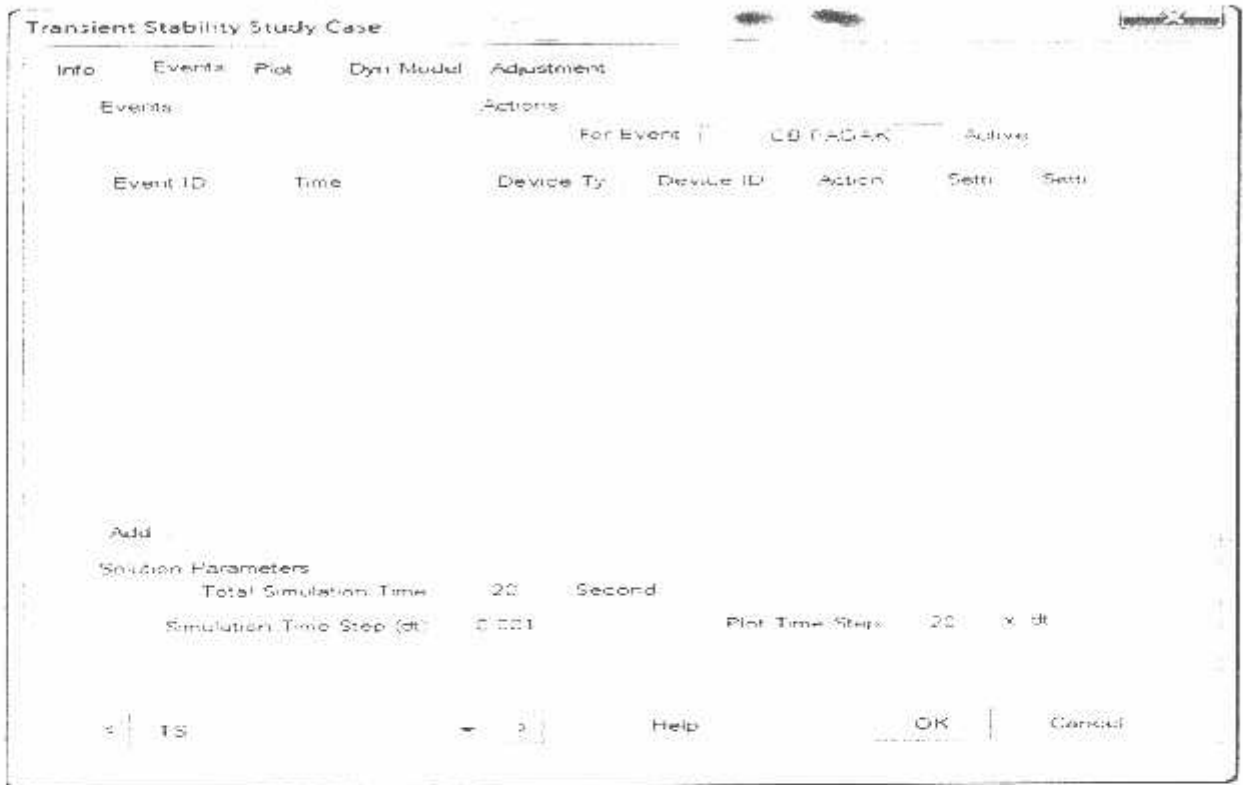 Transient Stability Study Case
Info Events Plot Dyn Model Adjustment
Events Actions
For Event Active
Event ID Time Device Ty Device ID Action Setti Setti
Add
Solution Parameters
Total Simulation Time 20 Second
Simulation Time Step (dt) 0.001 Plot Time Step 20 x dt
< TS > Help OK Cancel